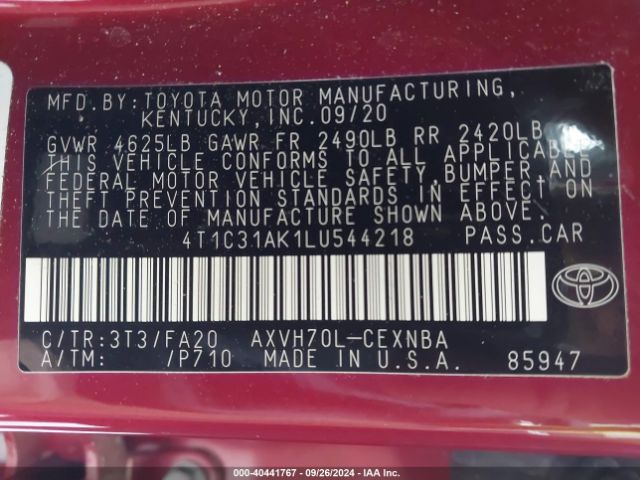 MFD.BY:TOYOTA MOTOR MANUFACTURING,
KENTUCKY,INC.09/20
GVWR 4625LB GAWR FR 2490LB RR 2420LB
THIS VEHICLE CONFORMS TO ALL APPLICABLE
FEDERAL MOTOR VEHICLE SAFETY,BUMPER,AND
THEFT PREVENTION STANDARDS IN EFFECT ON
THE DATE OF MANUFACTURE SHOWN ABOVE.
4T1C31AK1LU544218 PASS.CAR
C/TR:3T3/FA20 AXVH70L-CEXNBA
A/TM: /P710 MADE IN U.S.A. 85947
000-40441767 - 09/26/2024 - IAA Inc.